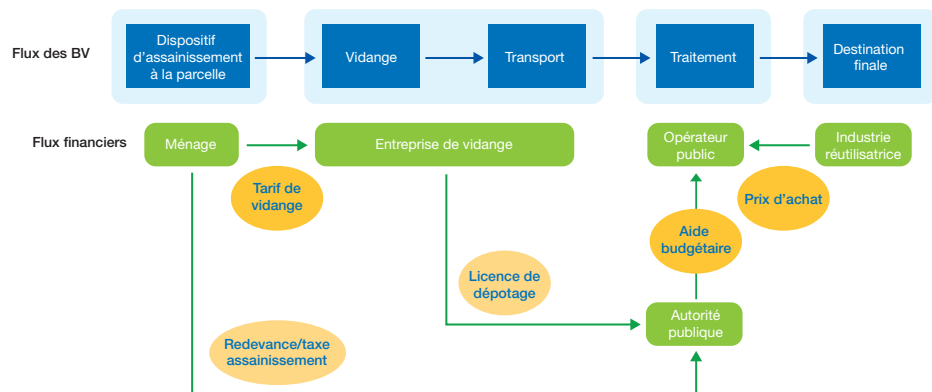 Flux des BV
Dispositif
d'assainissement
à la parcelle
Vidange
Transport
Traitement
Destination
finale
Flux financiers
Ménage
Entreprise de vidange
Opérateur
public
Industrie
réutilisatrice
Tarif de
vidange
Prix d'achat
Aide
budgétaire
Licence de
dépotage
Autorité
publique
Redevance/taxe
assainissement